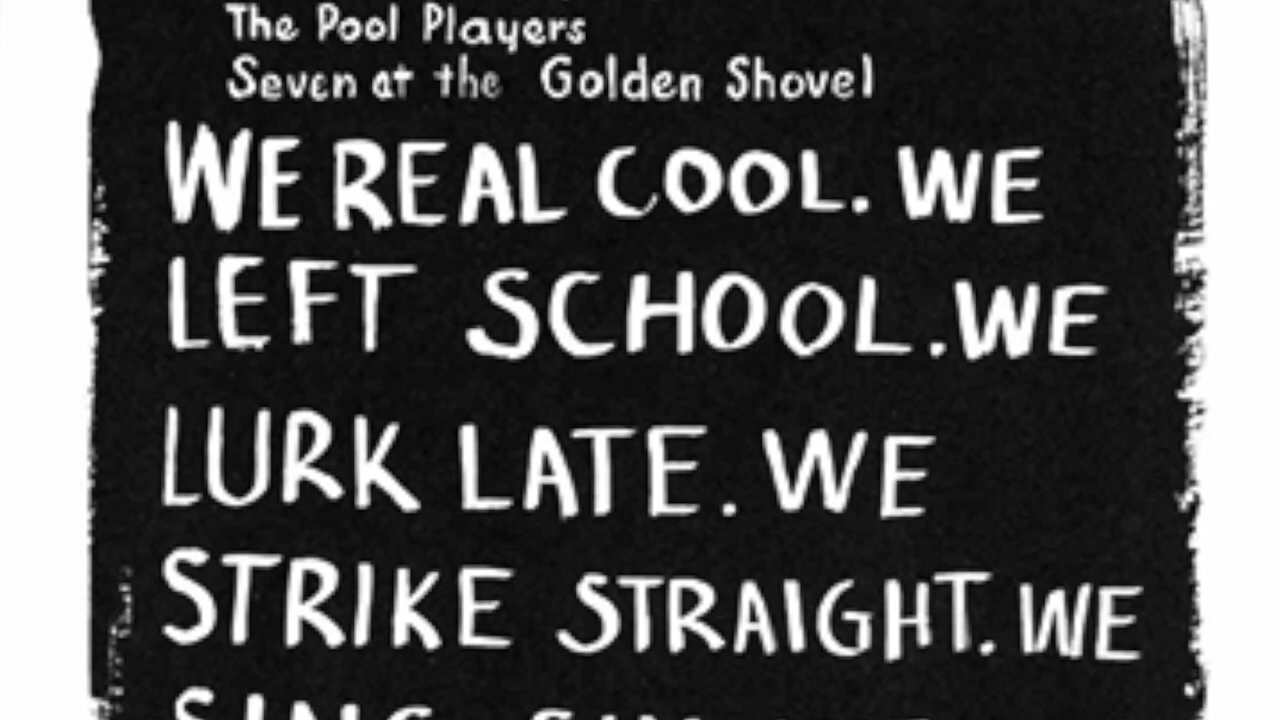 The Pool Players
Seven at the Golden Shovel
WE REAL COOL. WE
LEFT SCHOOL. WE
LURK LATE. WE
STRIKE STRAIGHT. WE